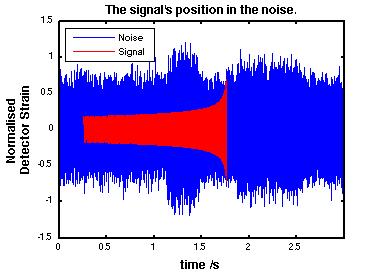 The signal's position in the noise.
Noise
Signal
Normalised
Detector Strain
1.5
1
0.5
0
-0.5
-1
-1.5
0 0.5 1 1.5 2 2.5
time /s